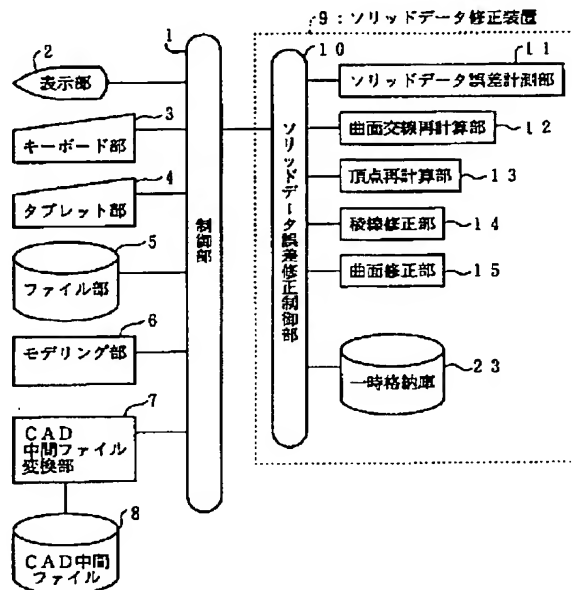 9：ソリッドデータ修正装置
1
2
表示部
3
キーボード部
4
タブレット部
5
ファイル部
6
モデリング部
7
ＣＡＤ
中間ファイル
変換部
8
ＣＡＤ中間
ファイル
制御部
１０
ソリッドデータ誤差修正制御部
１１
ソリッドデータ誤差計測部
曲面交線再計算部
１２
頂点再計算部
１３
稜線修正部
１４
曲面修正部
１５
２３
一時格納庫